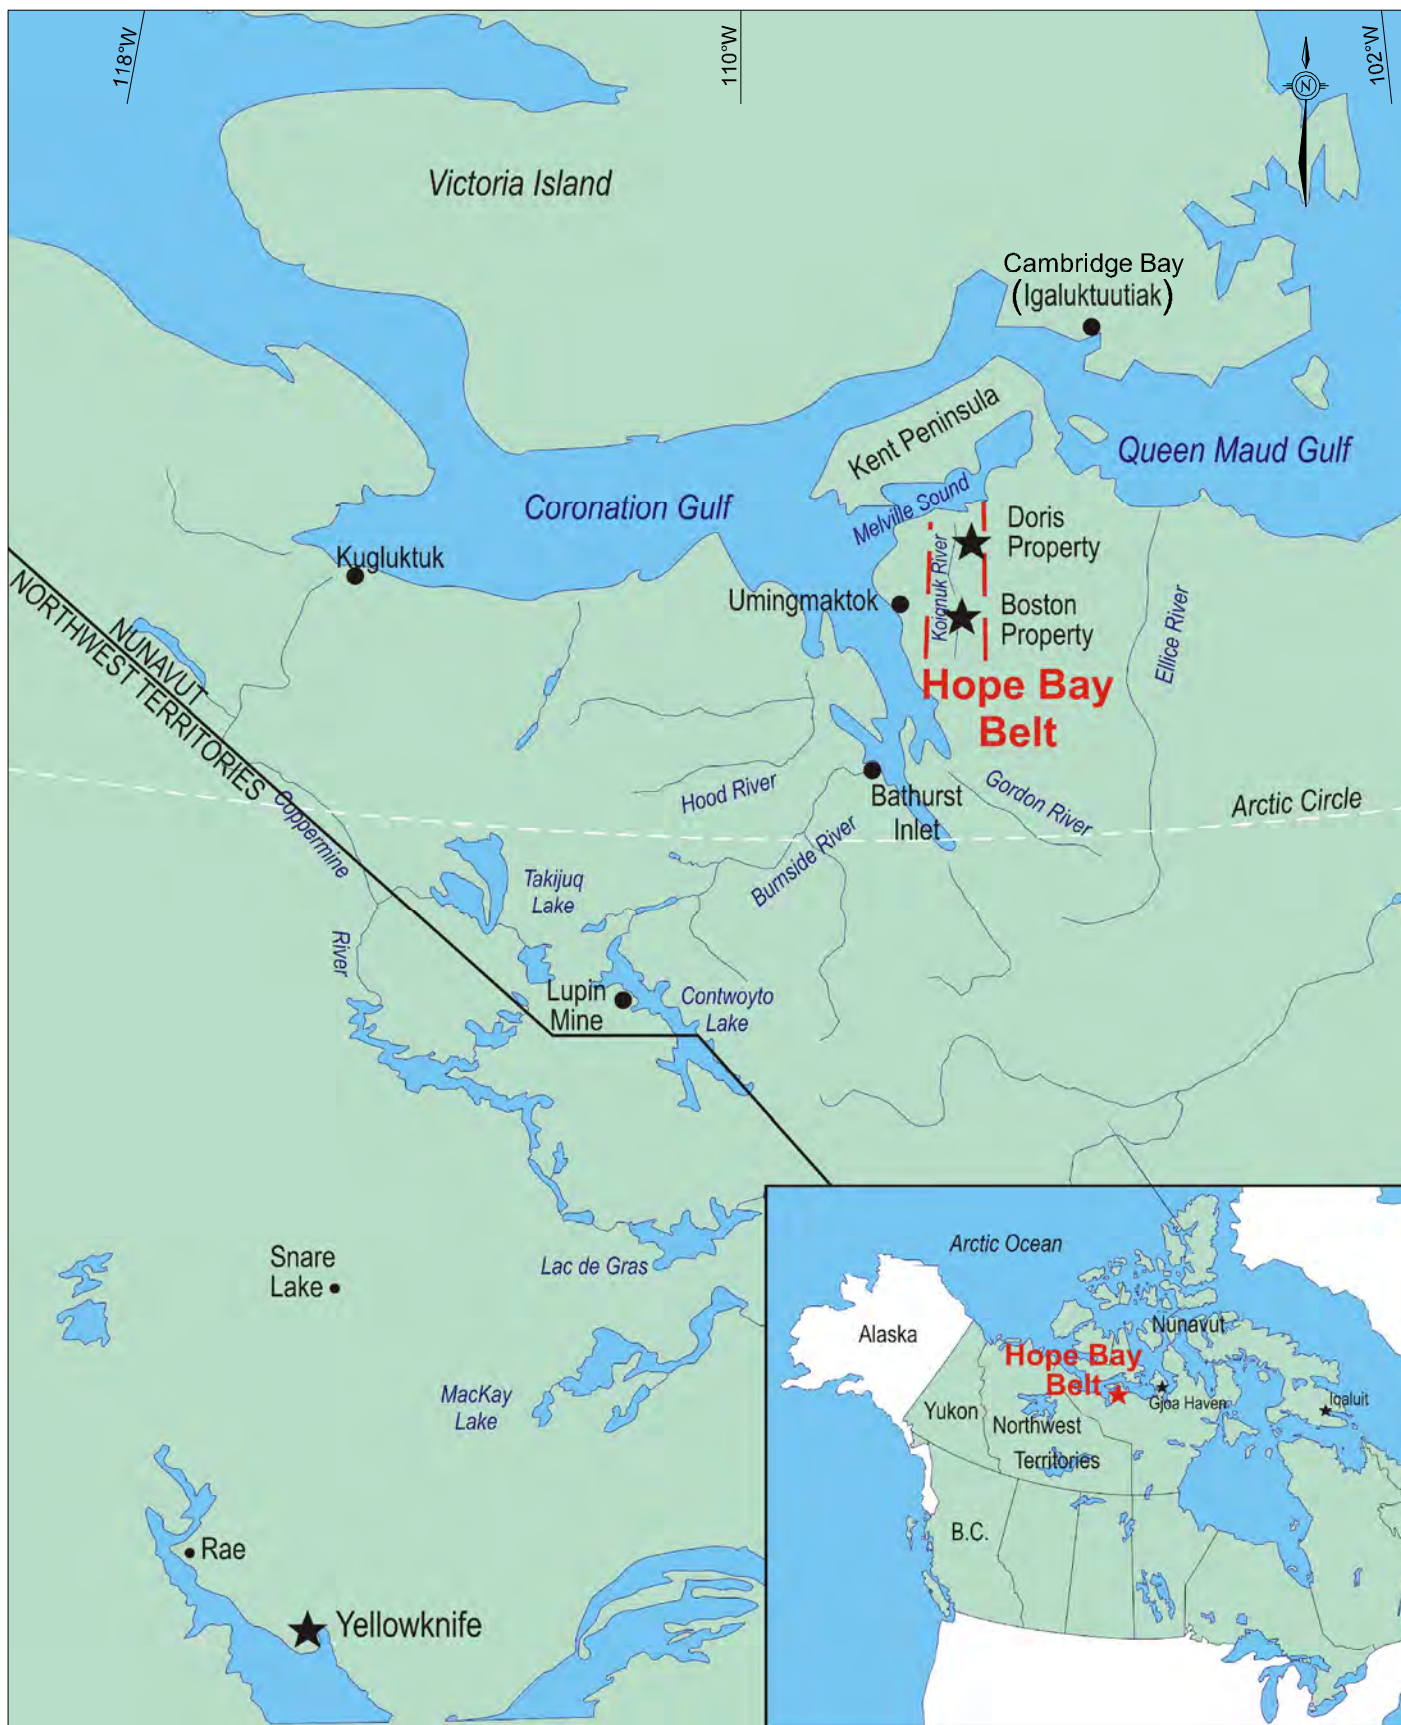 118°W
110°W
102°W
N
Victoria Island
Cambridge Bay
(Igaluktuutiak)
Kent Peninsula
Queen Maud Gulf
Melville Sound
Coronation Gulf
Doris
Property
Kugluktuk
Koignuk River
Umingmaktok
Boston
Property
Ellice River
NUNAVUT
NORTHWEST TERRITORIES
Hope Bay
Belt
Hood River
Bathurst
Inlet
Gordon River
Arctic Circle
Coppermine
River
Burnside River
Takijuq
Lake
Lupin
Mine
Contwoyto
Lake
Snare
Lake
Lac de Gras
MacKay
Lake
Rae
Yellowknife
Arctic Ocean
Alaska
Nunavut
Hope Bay
Belt
Gjoa Haven
Iqaluit
Yukon
Northwest
Territories
B.C.